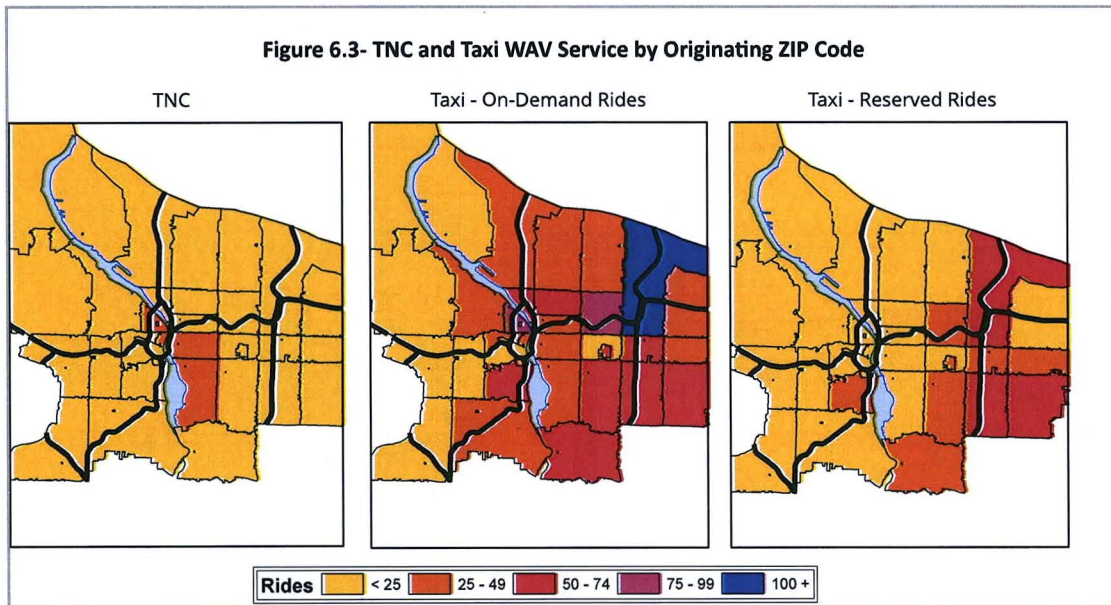 Figure 6.3- TNC and Taxi WAV Service by Originating ZIP Code
TNC
Taxi - On-Demand Rides
Taxi - Reserved Rides
Rides < 25 25 - 49 50 - 74 75 - 99 100 +